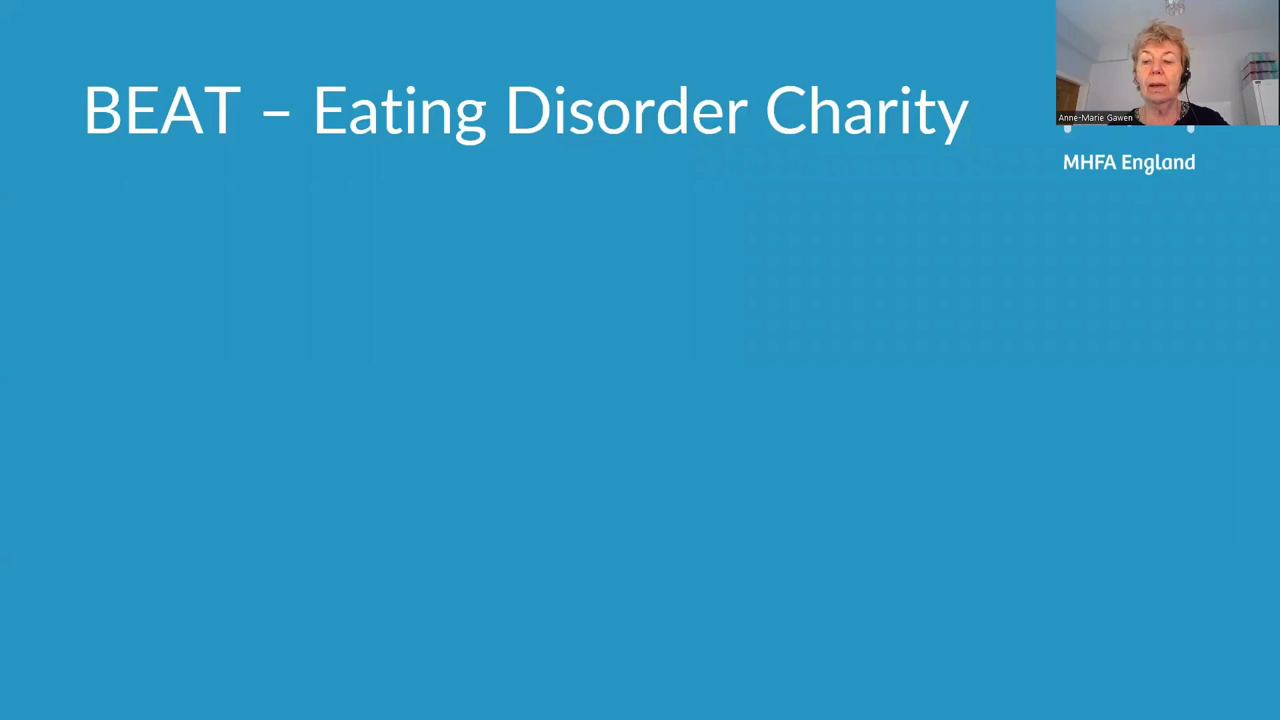 BEAT – Eating Disorder Charity
Anne-Marie Gawen
MHFA England